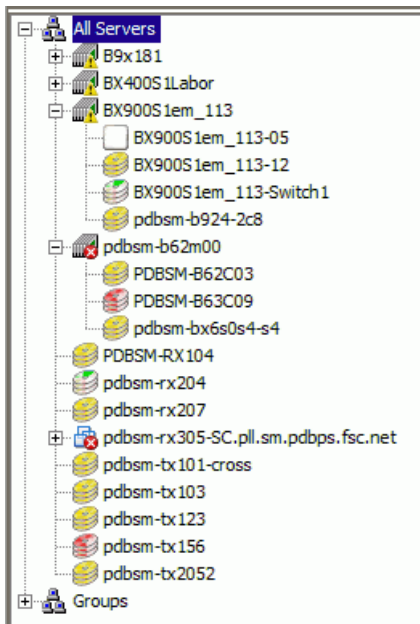 All Servers
B9x181
BX400S1Labor
BX900S1em_113
BX900S1em_113-05
BX900S1em_113-12
BX900S1em_113-Switch1
pdbsm-b924-2c8
pdbsm-b62m00
PDBSM-B62C03
PDBSM-B63C09
pdbsm-bx6s0s4-s4
PDBSM-RX104
pdbsm-rx204
pdbsm-rx207
pdbsm-rx305-SC.pll.sm.pdbps.fsc.net
pdbsm-tx101-cross
pdbsm-tx103
pdbsm-tx123
pdbsm-tx156
pdbsm-tx2052
Groups